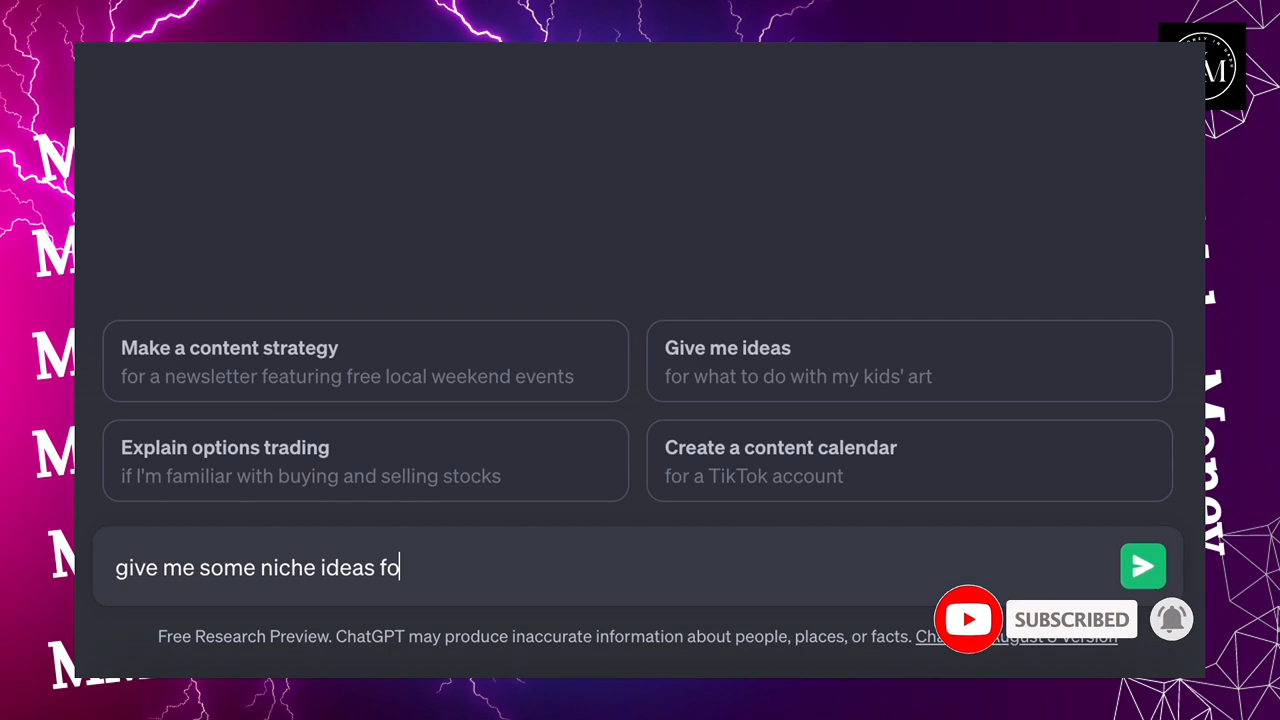 M
Make a content strategy
for a newsletter featuring free local weekend events
Give me ideas
for what to do with my kids' art
Explain options trading
if I'm familiar with buying and selling stocks
Create a content calendar
for a TikTok account
give me some niche ideas fo
SUBSCRIBED
Free Research Preview. ChatGPT may produce inaccurate information about people, places, or facts.
M
M
M
M
M
Money